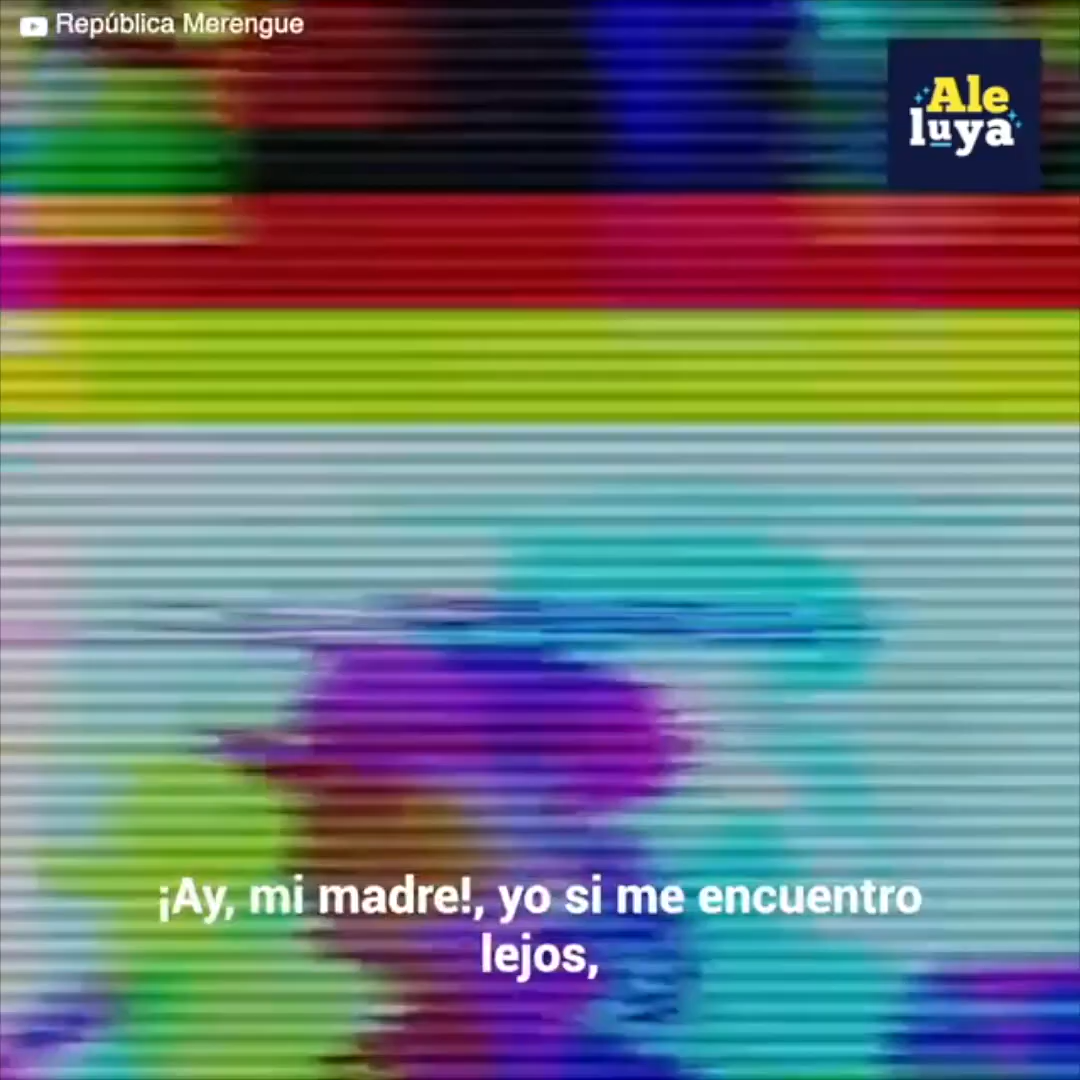 República Merengue
Ale
luya
¡Ay, mi madre!, yo si me encuentro
lejos,